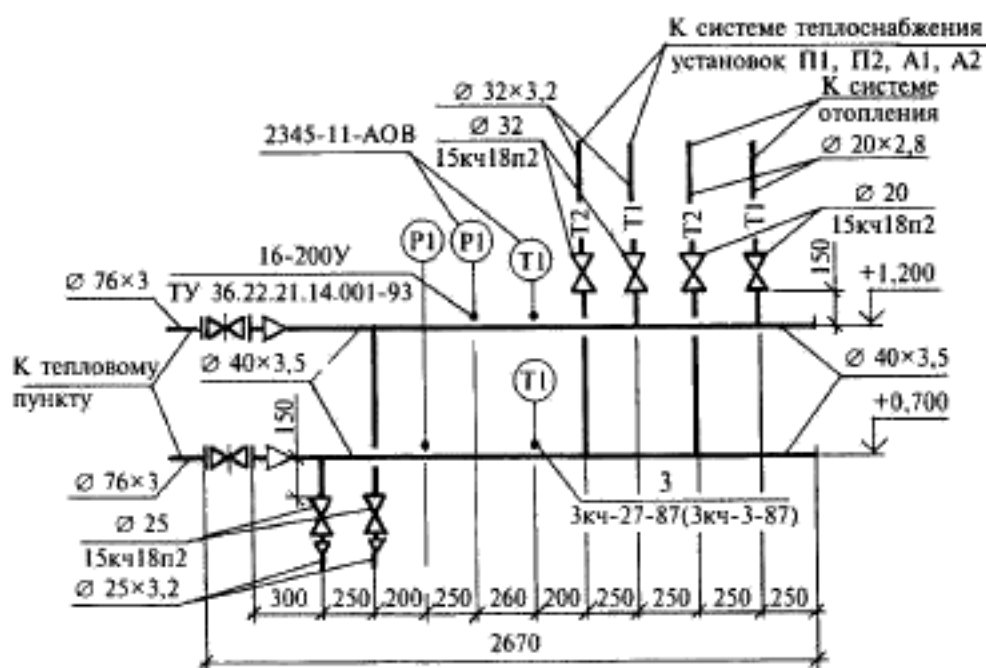 К системе теплоснабжения
установок П1, П2, А1, А2
К системе
отопления
∅ 32×3,2
∅ 32
15кч18п2
2345-11-АОВ
∅ 20×2,8
∅ 20
15кч18п2
Т2
Т1
Т2
Т1
Р1
Р1
Т1
150
+1,200
16-200У
ТУ 36.22.21.14.001-93
∅ 76×3
К тепловому
пункту
∅ 40×3,5
Т1
∅ 40×3,5
+0,700
150
∅ 76×3
3
3кч-27-87(3кч-3-87)
∅ 25
15кч18п2
∅ 25×3,2
300
250
200
250
260
200
250
250
250
250
2670